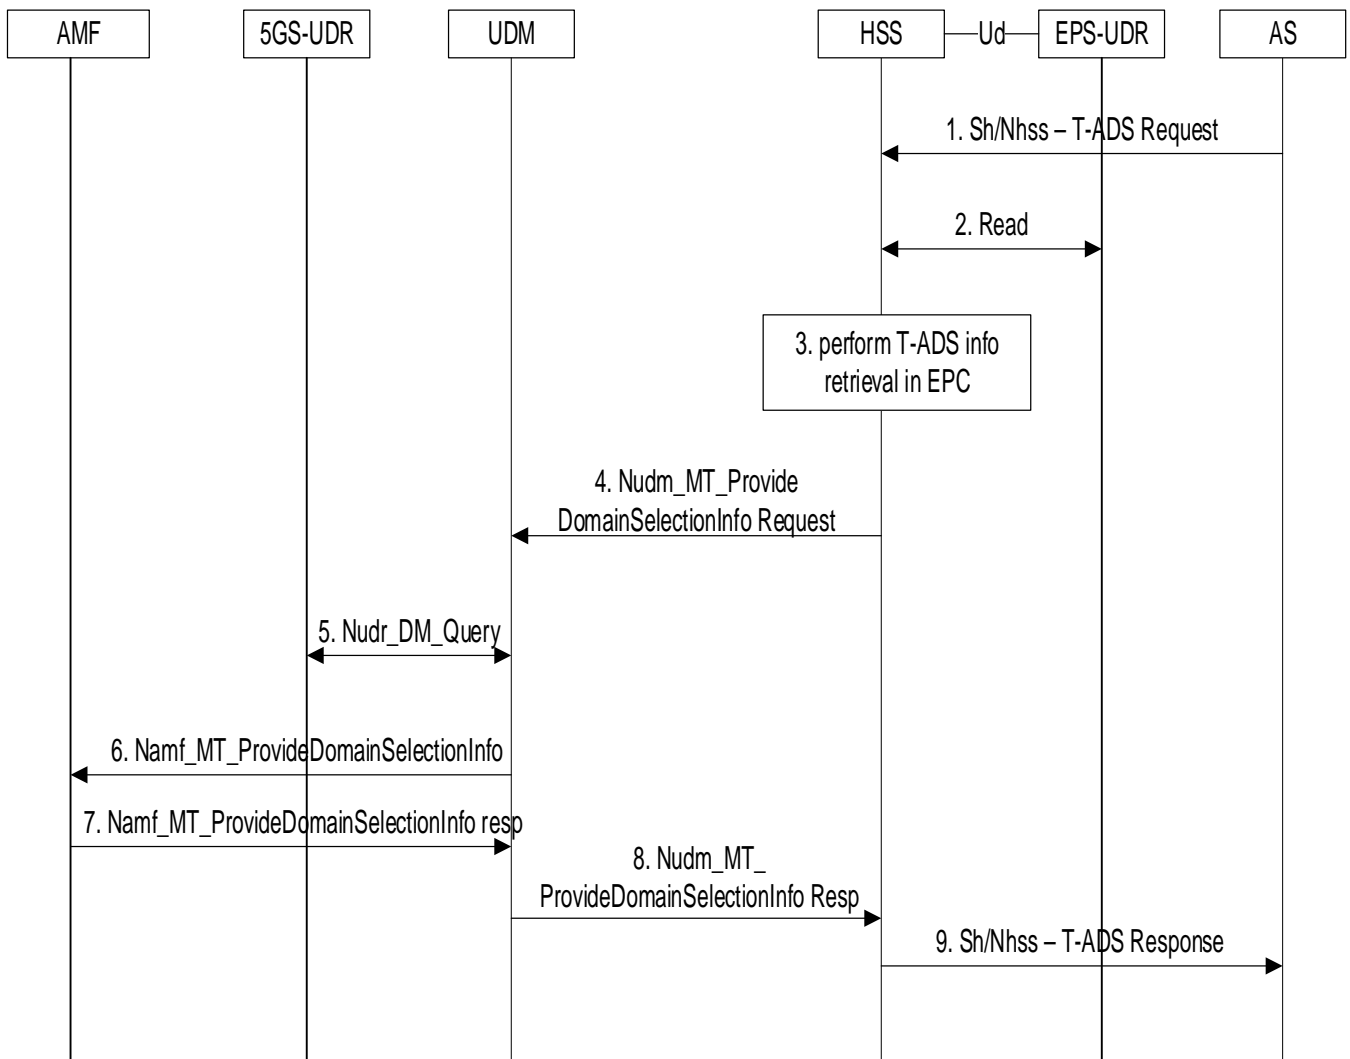 AMF
5GS-UDR
UDM
HSS
Ud
EPS-UDR
AS
1. Sh/Nhss – T-ADS Request
2. Read
3. perform T-ADS info
retrieval in EPC
4. Nudm_MT_Provide
DomainSelectionInfo Request
5. Nudr_DM_Query
6. Namf_MT_ProvideDomainSelectionInfo
7. Namf_MT_ProvideDomainSelectionInfo resp
8. Nudm_MT_
ProvideDomainSelectionInfo Resp
9. Sh/Nhss – T-ADS Response